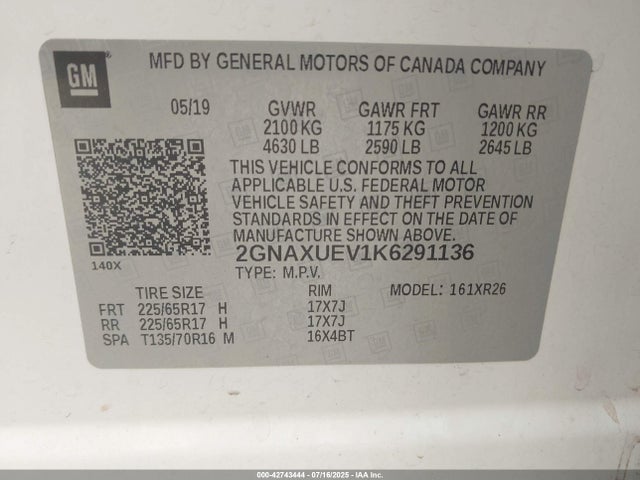 GM
MFD BY GENERAL MOTORS OF CANADA COMPANY
05/19 GVWR GAWR FRT GAWR RR
2100 KG 1175 KG 1200 KG
4630 LB 2590 LB 2645 LB
THIS VEHICLE CONFORMS TO ALL
APPLICABLE U.S. FEDERAL MOTOR
VEHICLE SAFETY AND THEFT PREVENTION
STANDARDS IN EFFECT ON THE DATE OF
MANUFACTURE SHOWN ABOVE.
140X
2GNAXUEV1K6291136
TYPE: M.P.V.
TIRE SIZE RIM MODEL: 161XR26
FRT 225/65R17 H 17X7J
RR 225/65R17 H 17X7J
SPA T135/70R16 M 16X4BT
000-42743444 - 07/16/2025 - IAA Inc.